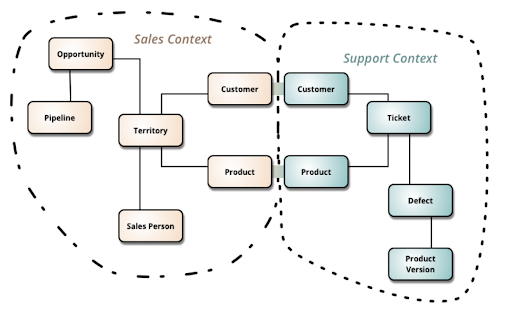 Sales Context
Support Context
Opportunity
Pipeline
Territory
Sales Person
Customer
Product
Customer
Product
Ticket
Defect
Product
Version